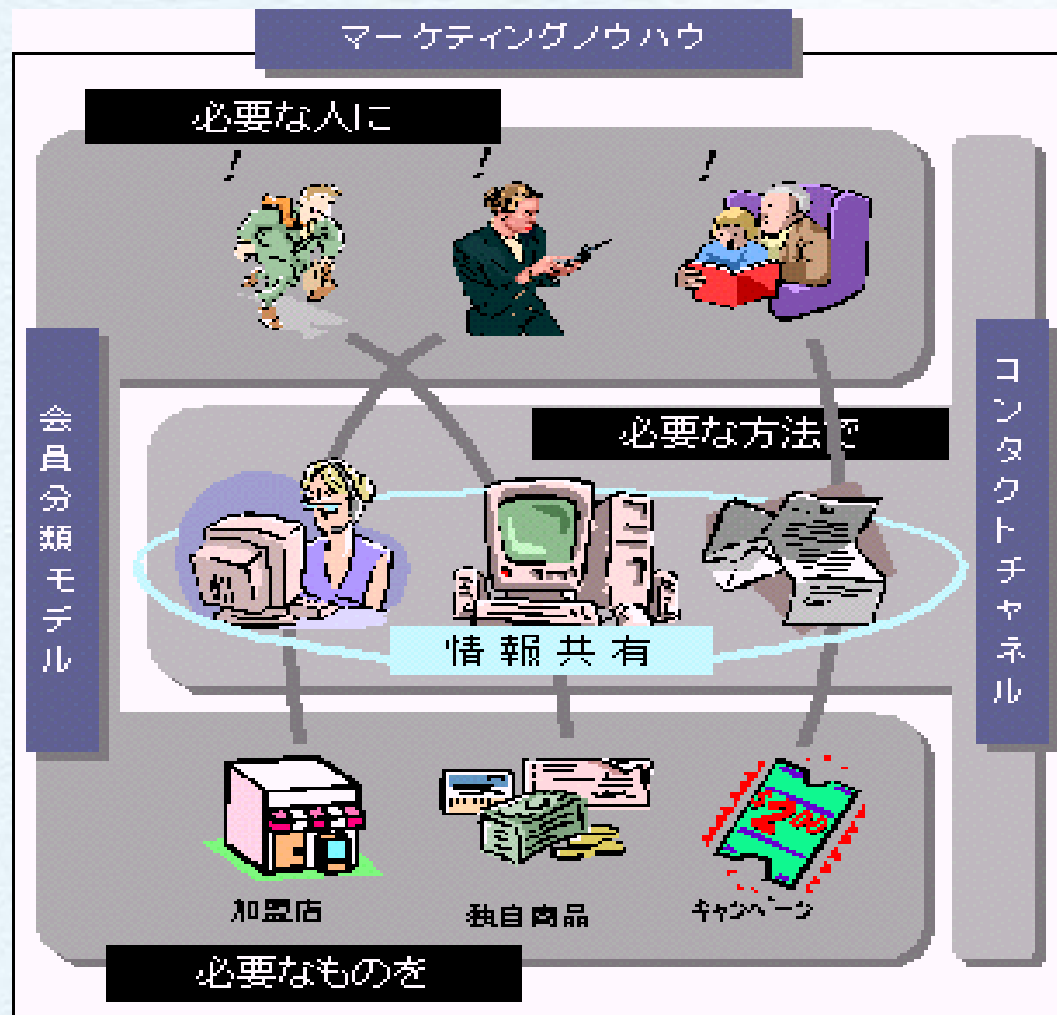 マーケティングノウハウ
必要な人に
!
!
!
会員分類モデル
コンタクトチャネル
必要な方法で
情報共有
$2.00
加盟店
独自商品
キャンペーン
必要なものを